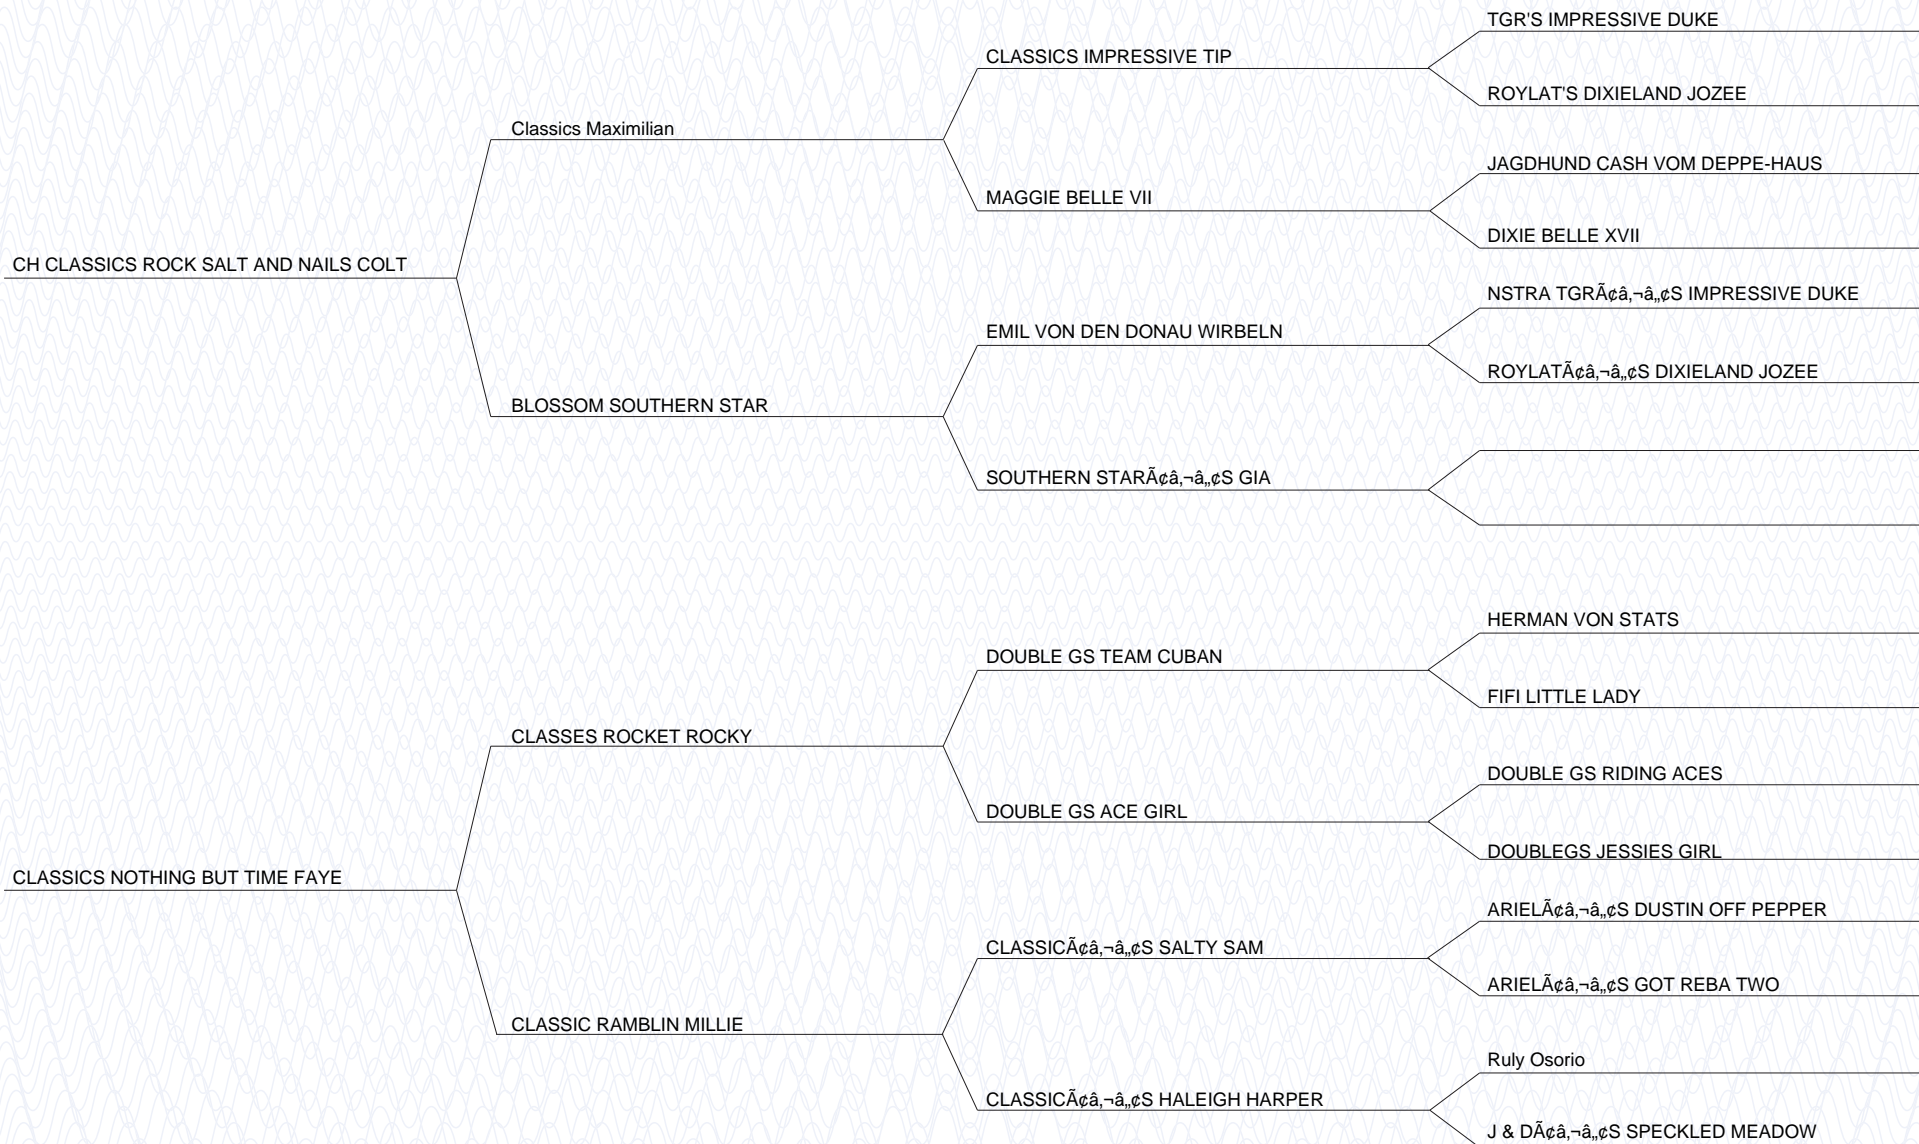 TGR'S IMPRESSIVE DUKE
CLASSICS IMPRESSIVE TIP
ROYLAT'S DIXIELAND JOZEE
Classics Maximilian
JAGDHUND CASH VOM DEPPE-HAUS
MAGGIE BELLE VII
DIXIE BELLE XVII
CH CLASSICS ROCK SALT AND NAILS COLT
NSTRA TGRÃ¢â‚¬â„¢S IMPRESSIVE DUKE
EMIL VON DEN DONAU WIRBELN
ROYLATÃ¢â‚¬â„¢S DIXIELAND JOZEE
BLOSSOM SOUTHERN STAR
SOUTHERN STARÃ¢â‚¬â„¢S GIA
HERMAN VON STATS
DOUBLE GS TEAM CUBAN
FIFI LITTLE LADY
CLASSES ROCKET ROCKY
DOUBLE GS RIDING ACES
DOUBLE GS ACE GIRL
DOUBLEGS JESSIES GIRL
CLASSICS NOTHING BUT TIME FAYE
ARIELÃ¢â‚¬â„¢S DUSTIN OFF PEPPER
CLASSICÃ¢â‚¬â„¢S SALTY SAM
ARIELÃ¢â‚¬â„¢S GOT REBA TWO
CLASSIC RAMBLIN MILLIE
Ruly Osorio
CLASSICÃ¢â‚¬â„¢S HALEIGH HARPER
J & DÃ¢â‚¬â„¢S SPECKLED MEADOW